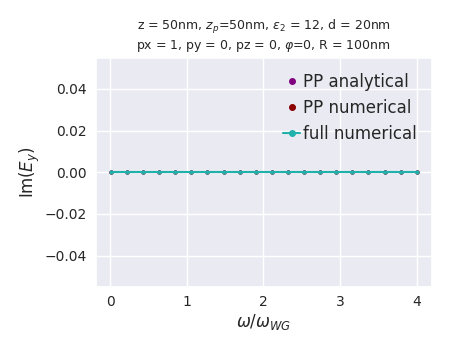 z = 50nm, z_p=50nm, ε_2 = 12, d = 20nm
px = 1, py = 0, pz = 0, φ=0, R = 100nm
PP analytical
PP numerical
full numerical
0.04
0.02
0.00
−0.02
−0.04
Im(E_y)
0 1 2 3 4
ω/ω_WG